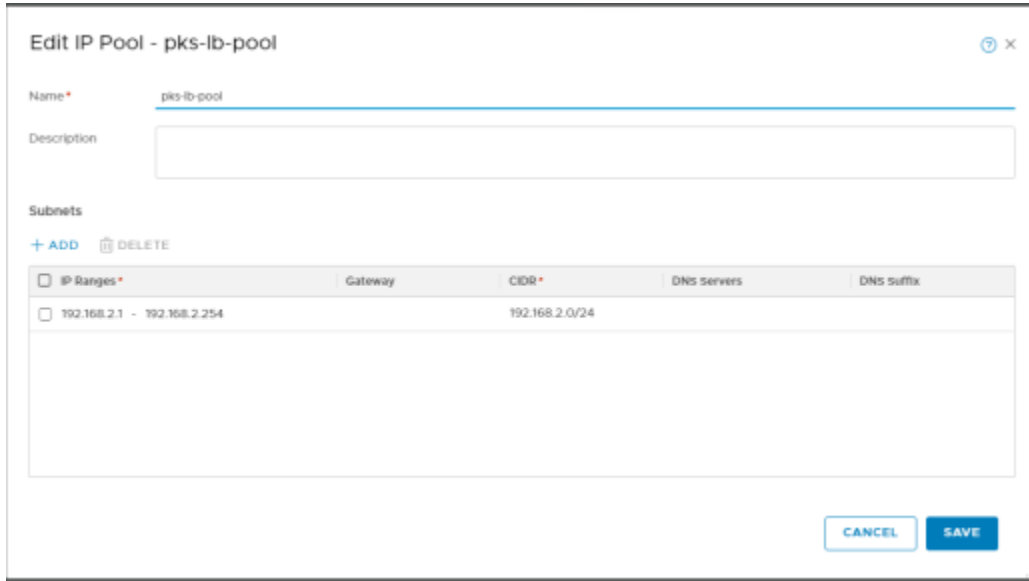 Edit IP Pool - pks-lb-pool
Name*
pks-lb-pool
Description
Subnets
+ ADD DELETE
IP Ranges* Gateway CIDR* DNS Servers DNS Suffix
192.168.2.1 - 192.168.2.254 192.168.2.0/24
CANCEL SAVE